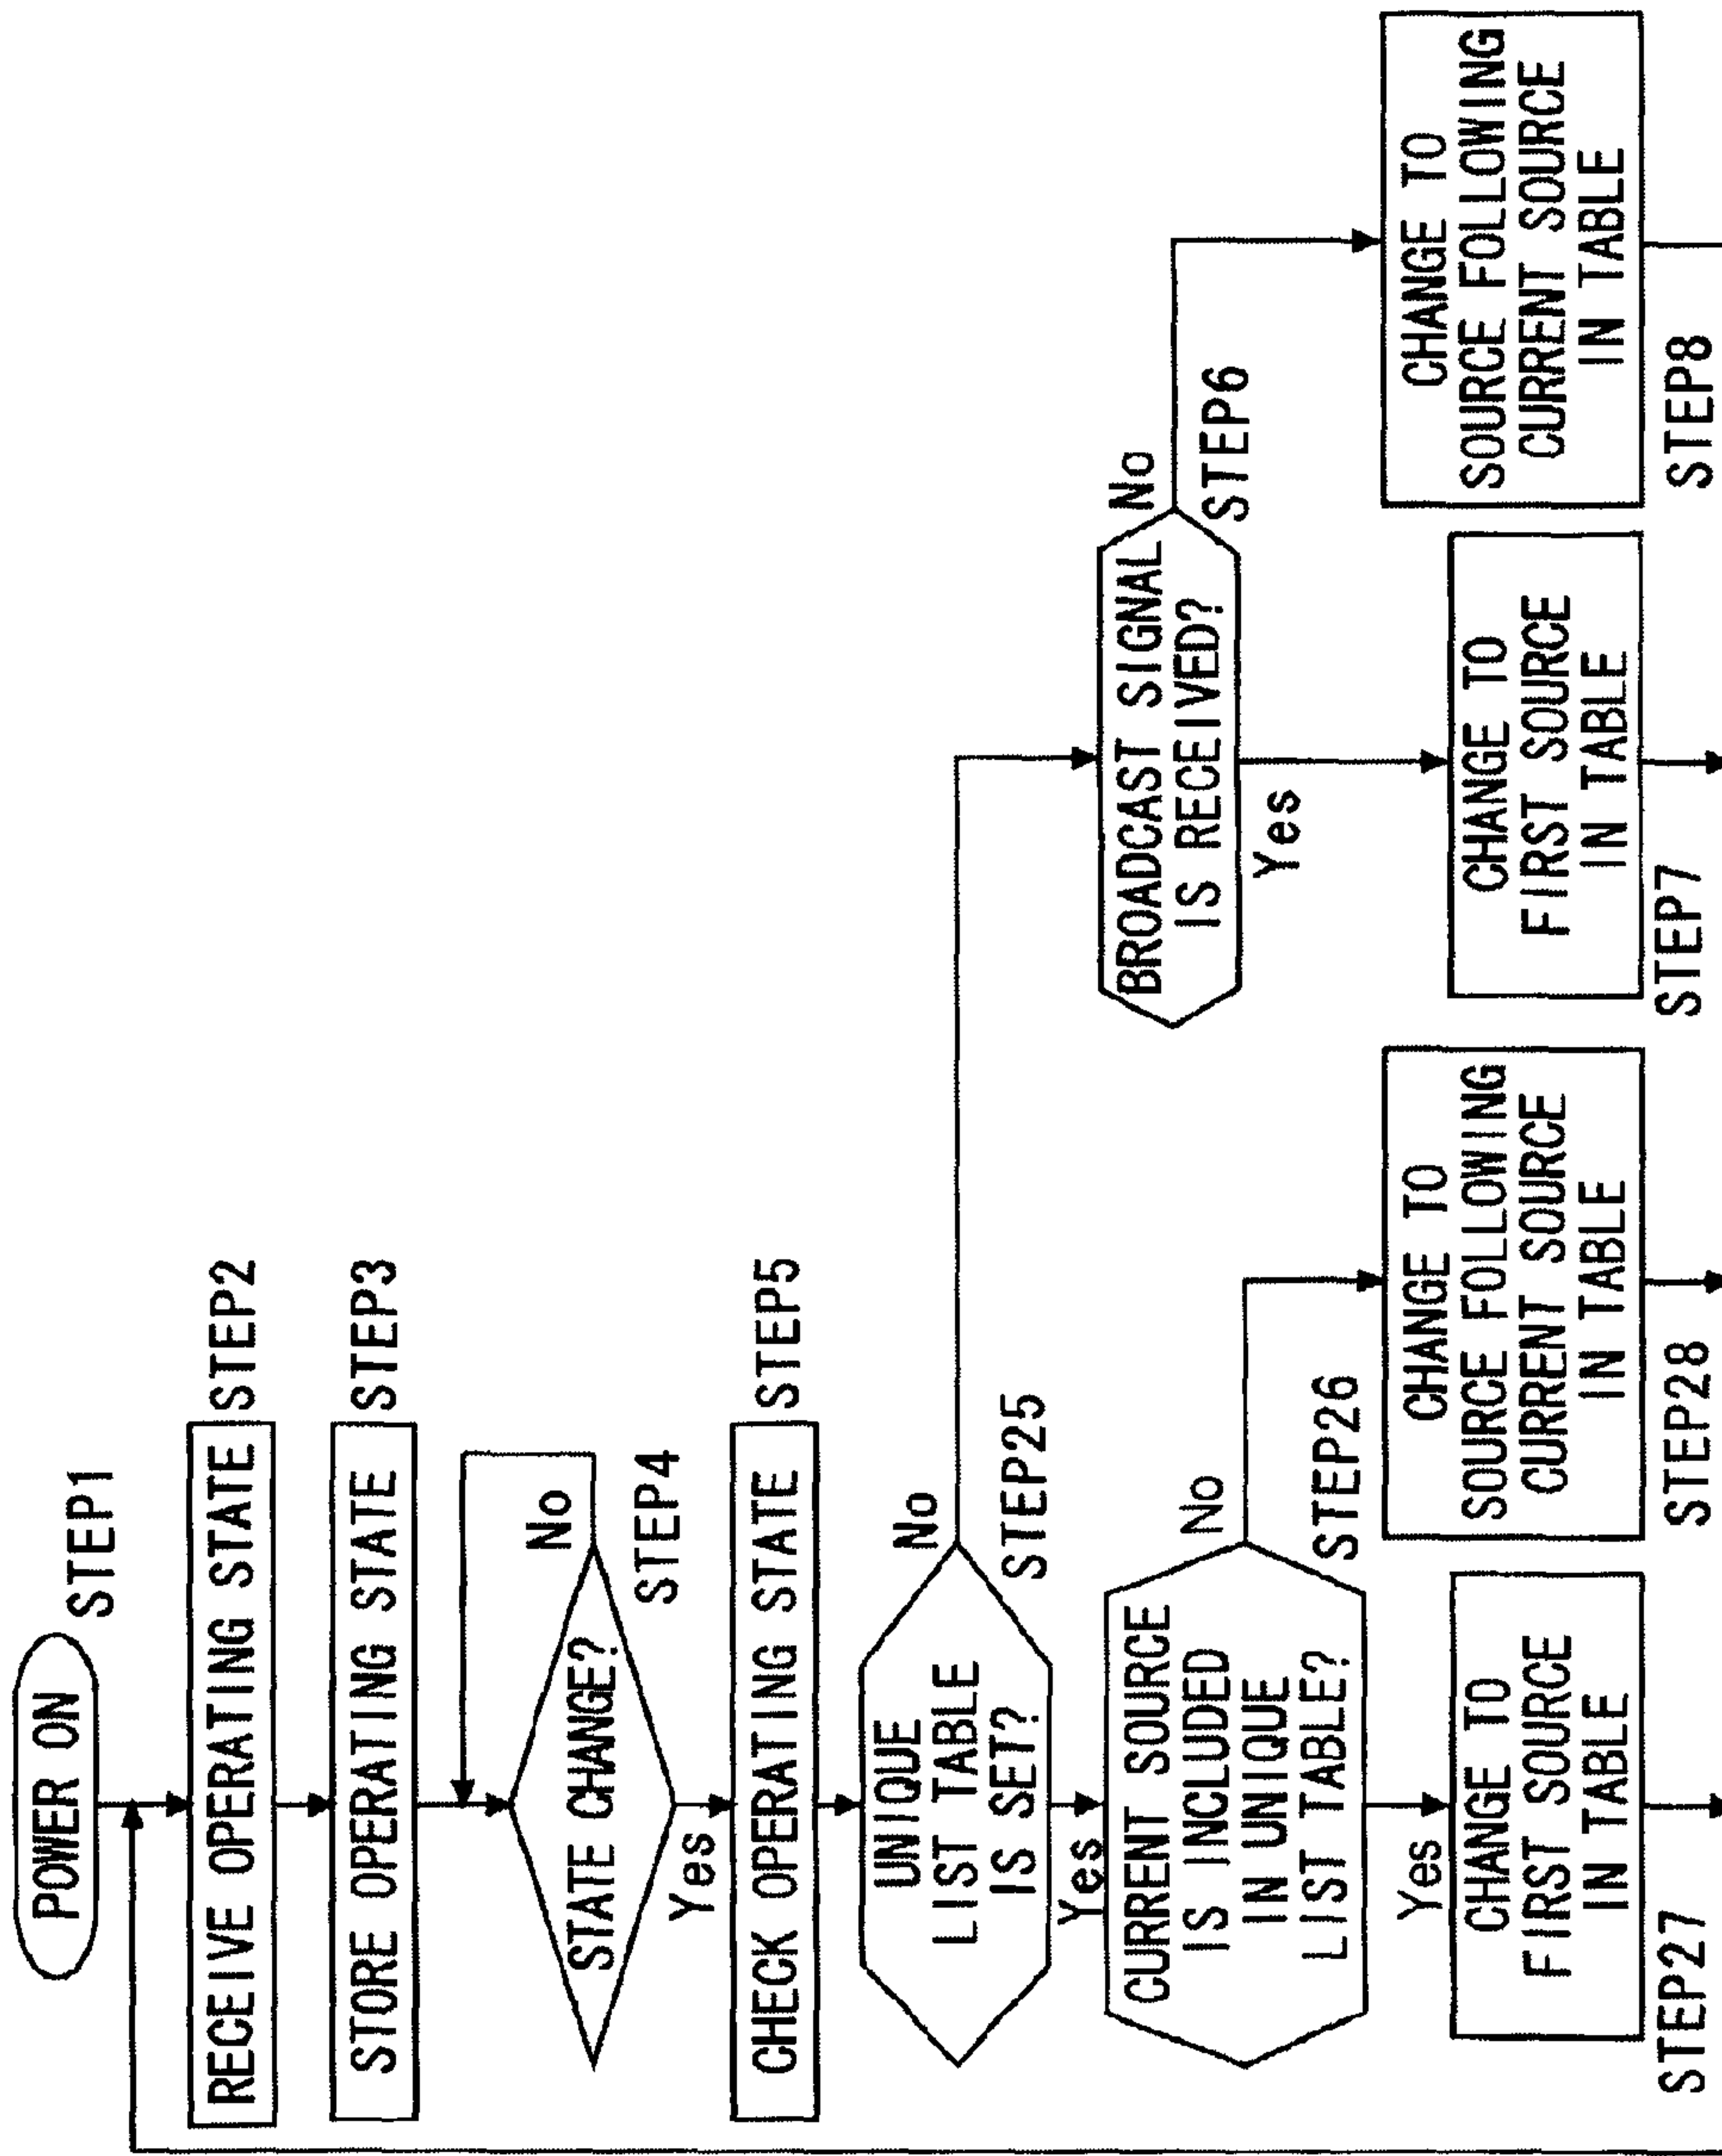 POWER ON
STEP1
RECEIVE OPERATING STATE
STEP2
STORE OPERATING STATE
STEP3
STATE CHANGE?
No
STEP4
Yes
CHECK OPERATING STATE
STEP5
UNIQUE
LIST TABLE
IS SET?
No
STEP25
Yes
CURRENT SOURCE
IS INCLUDED
IN UNIQUE
LIST TABLE?
No
STEP26
Yes
BROADCAST SIGNAL
IS RECEIVED?
No
STEP6
Yes
CHANGE TO
FIRST SOURCE
IN TABLE
STEP27
CHANGE TO
SOURCE FOLLOWING
CURRENT SOURCE
IN TABLE
STEP28
CHANGE TO
FIRST SOURCE
IN TABLE
STEP7
CHANGE TO
SOURCE FOLLOWING
CURRENT SOURCE
IN TABLE
STEP8